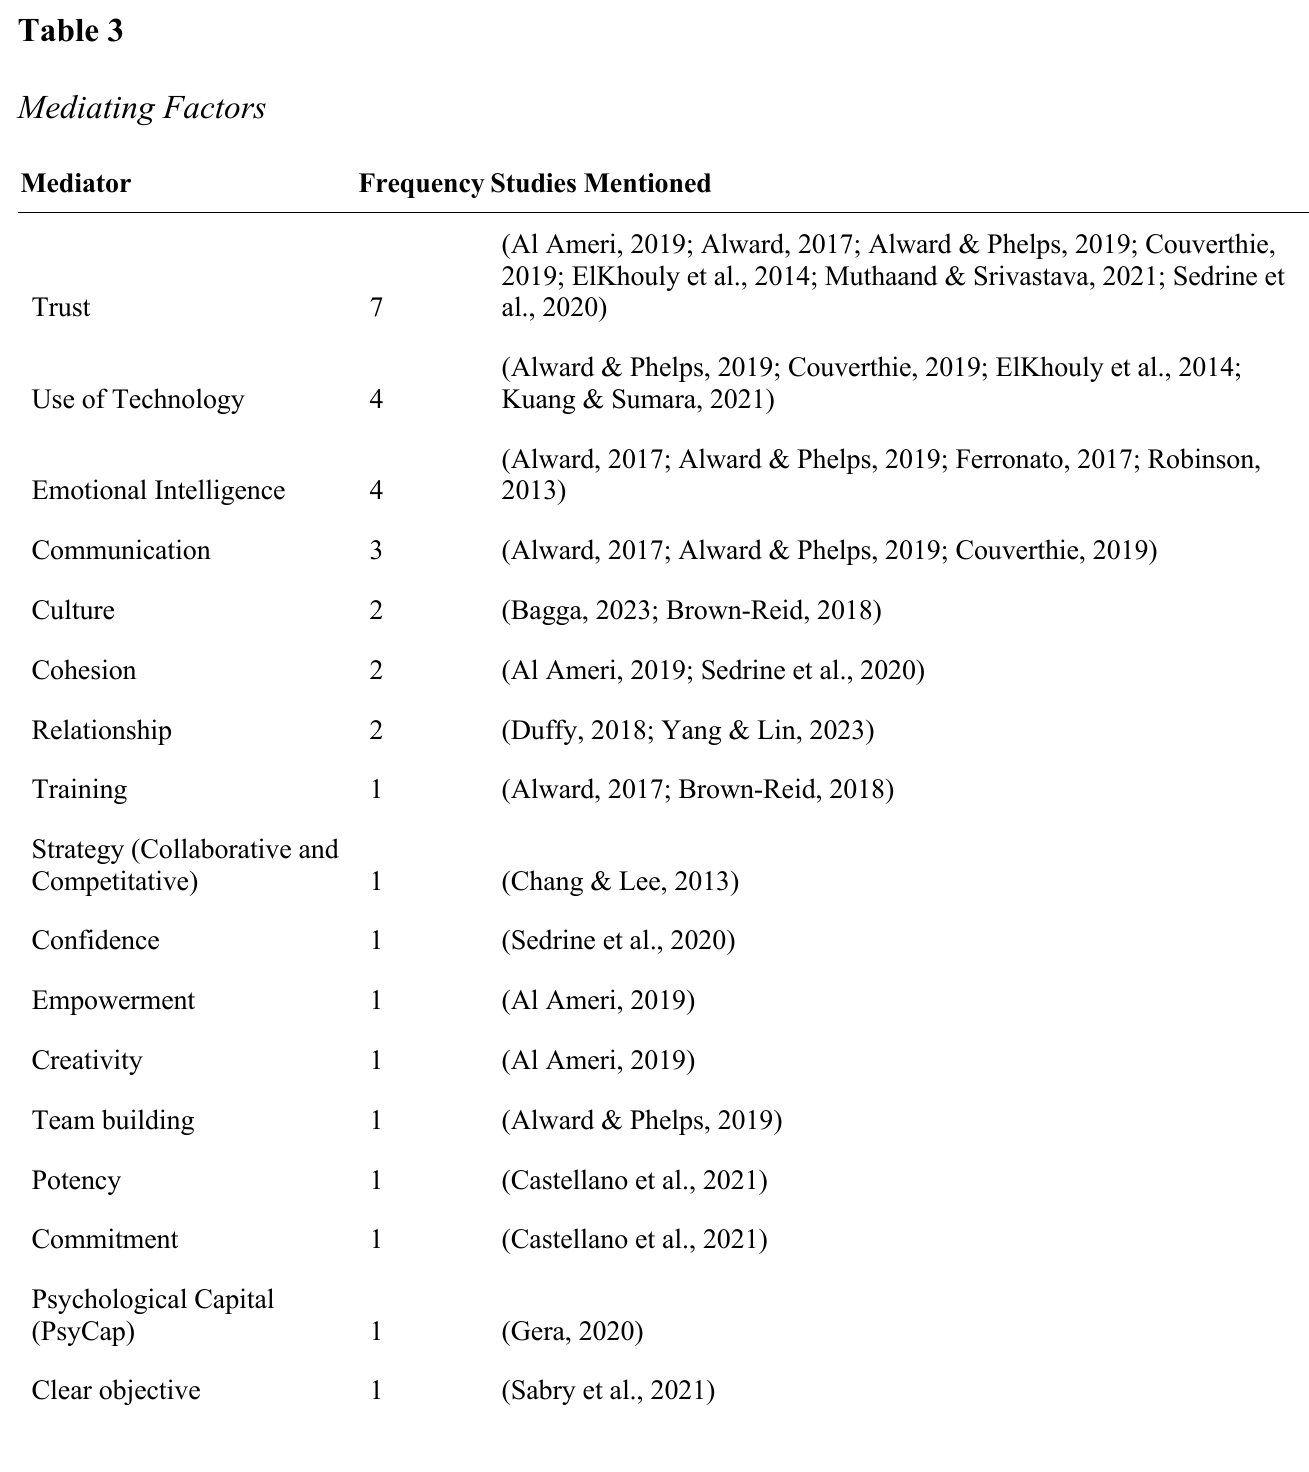 Table 3
Mediating Factors
Mediator Frequency Studies Mentioned
(Al Ameri, 2019; Alward, 2017; Alward & Phelps, 2019; Couverthie,
2019; ElKhouly et al., 2014; Muthaand & Srivastava, 2021; Sedrine et
Trust 7 al., 2020)
(Alward & Phelps, 2019; Couverthie, 2019; ElKhouly et al., 2014;
Use of Technology 4 Kuang & Sumara, 2021)
(Alward, 2017; Alward & Phelps, 2019; Ferronato, 2017; Robinson,
Emotional Intelligence 4 2013)
Communication 3 (Alward, 2017; Alward & Phelps, 2019; Couverthie, 2019)
Culture 2 (Bagga, 2023; Brown-Reid, 2018)
Cohesion 2 (Al Ameri, 2019; Sedrine et al., 2020)
Relationship 2 (Duffy, 2018; Yang & Lin, 2023)
Training 1 (Alward, 2017; Brown-Reid, 2018)
Strategy (Collaborative and
Competitative) 1 (Chang & Lee, 2013)
Confidence 1 (Sedrine et al., 2020)
Empowerment 1 (Al Ameri, 2019)
Creativity 1 (Al Ameri, 2019)
Team building 1 (Alward & Phelps, 2019)
Potency 1 (Castellano et al., 2021)
Commitment 1 (Castellano et al., 2021)
Psychological Capital
(PsyCap) 1 (Gera, 2020)
Clear objective 1 (Sabry et al., 2021)